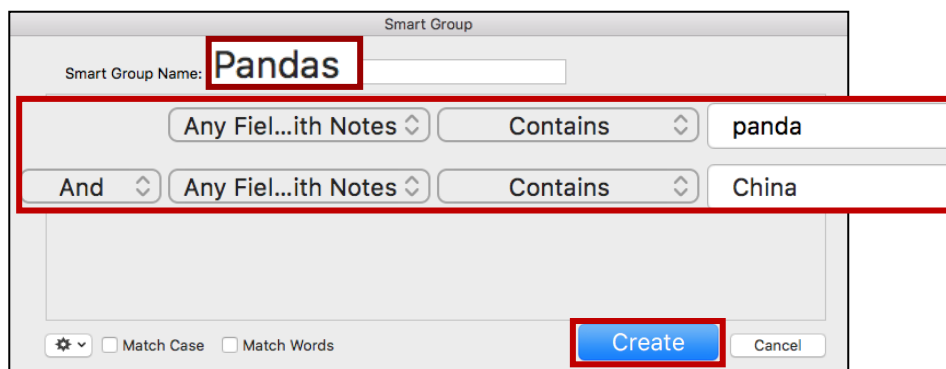 Smart Group
Smart Group Name: Pandas
Any Fiel...ith Notes Contains panda
And Any Fiel...ith Notes Contains China
Match Case Match Words Create Cancel